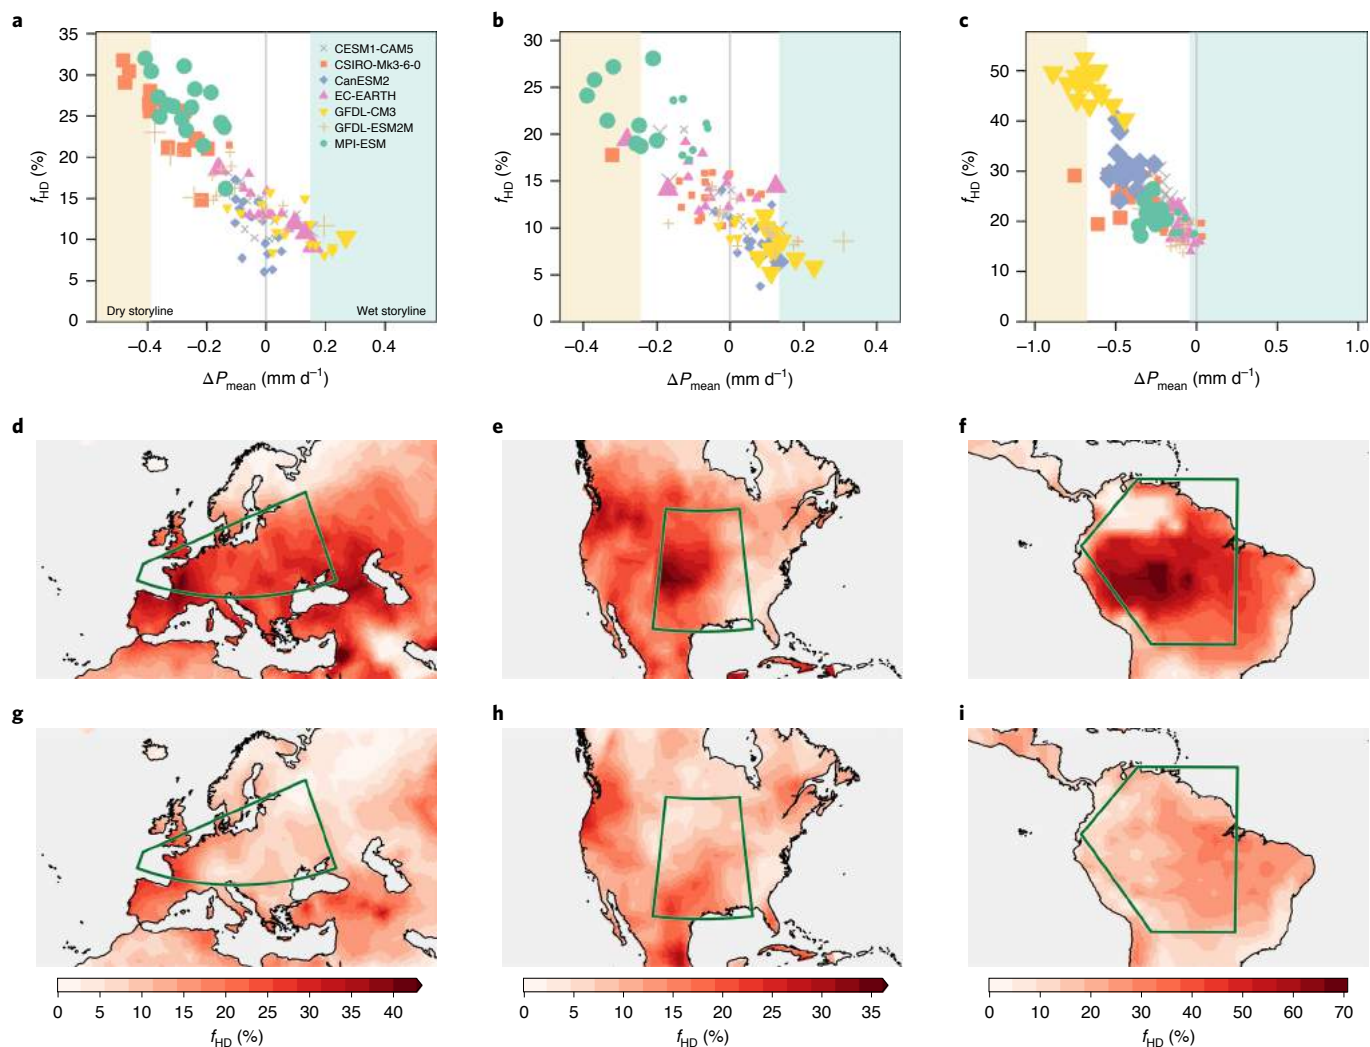 a
35
30
25
20
15
10
5
0
f_HD (%)
CESM1-CAM5
CSIRO-Mk3-6-0
CanESM2
EC-EARTH
GFDL-CM3
GFDL-ESM2M
MPI-ESM
Dry storyline
Wet storyline
–0.4 –0.2 0 0.2 0.4
ΔP_mean (mm d⁻¹)
b
30
25
20
15
10
5
0
f_HD (%)
–0.4 –0.2 0 0.2 0.4
ΔP_mean (mm d⁻¹)
c
50
40
30
20
10
0
f_HD (%)
–1.0 –0.5 0 0.5 1.0
ΔP_mean (mm d⁻¹)
d
e
f
g
h
i
0 5 10 15 20 25 30 35 40
f_HD (%)
0 5 10 15 20 25 30 35
f_HD (%)
0 10 20 30 40 50 60 70
f_HD (%)